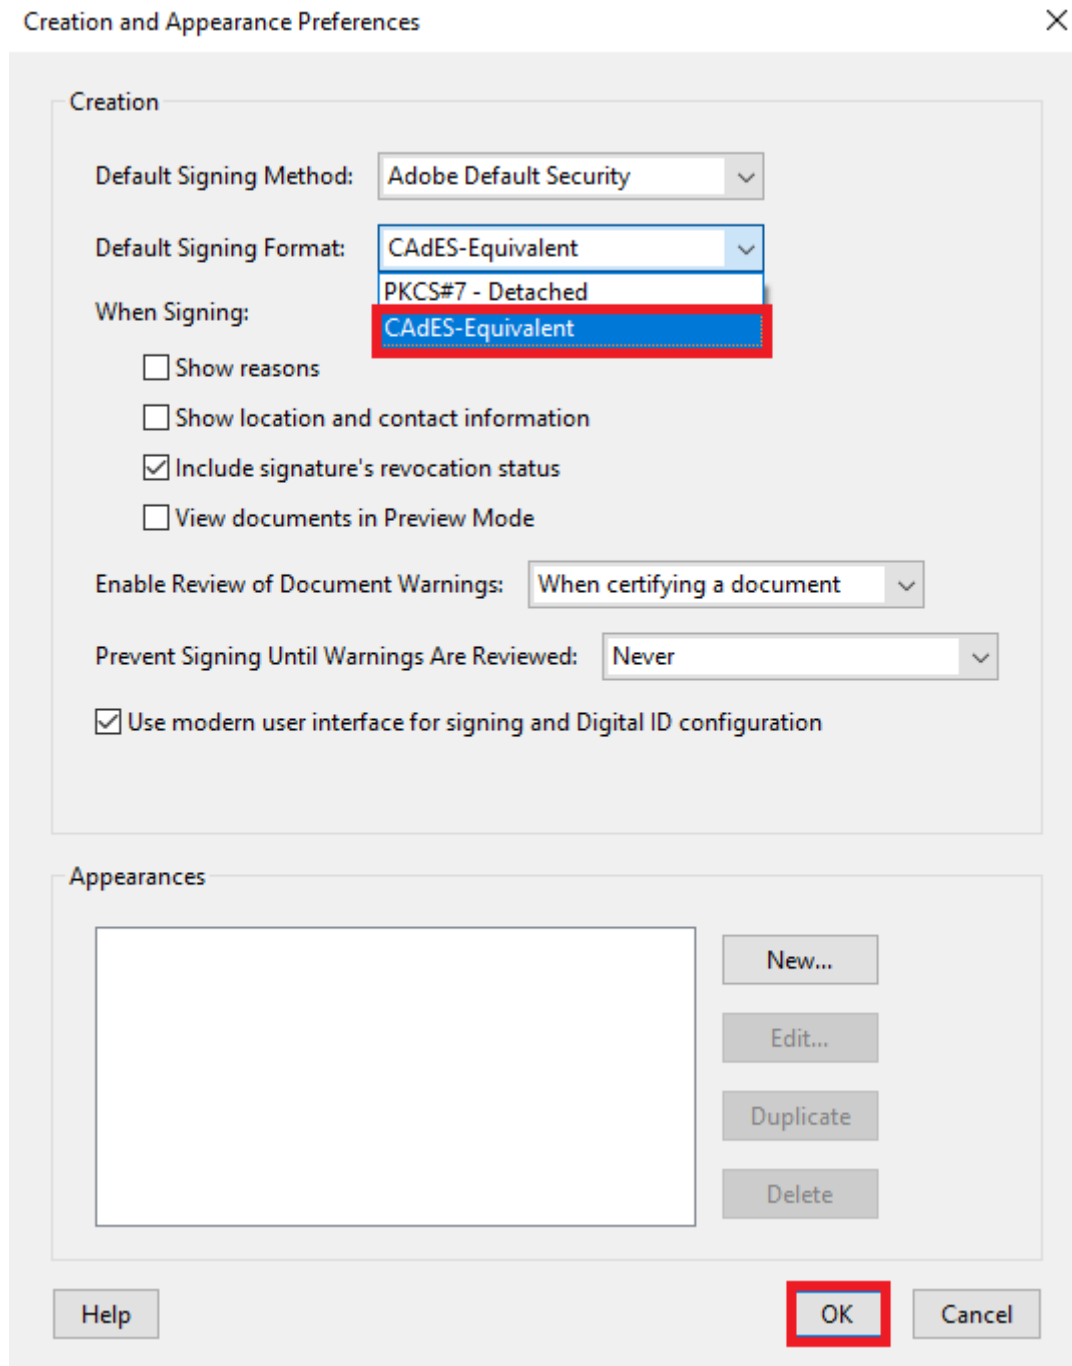 Creation and Appearance Preferences
Creation
Default Signing Method: Adobe Default Security
Default Signing Format: CAdES-Equivalent
PKCS#7 - Detached
When Signing:
CAdES-Equivalent
Show reasons
Show location and contact information
Include signature's revocation status
View documents in Preview Mode
Enable Review of Document Warnings: When certifying a document
Prevent Signing Until Warnings Are Reviewed: Never
Use modern user interface for signing and Digital ID configuration
Appearances
New...
Edit...
Duplicate
Delete
Help OK Cancel